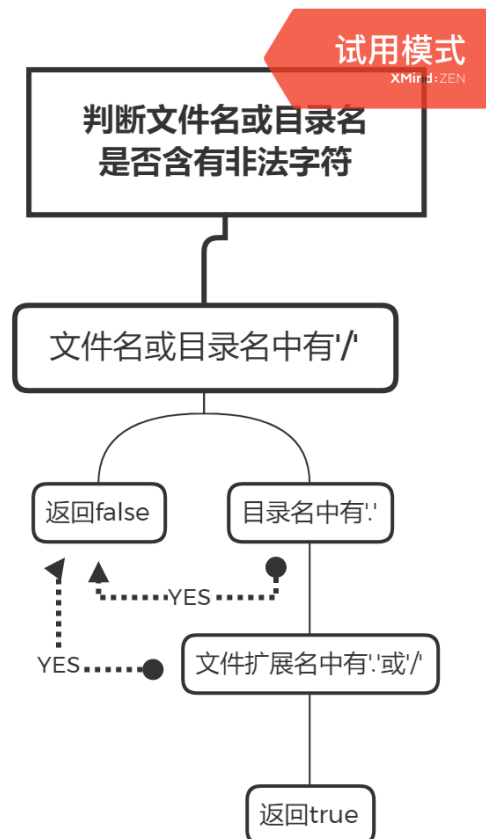 试用模式
XMind:ZEN
判断文件名或目录名
是否含有非法字符
文件名或目录名中有'/'
返回false
目录名中有'.'
YES
文件扩展名中有'.'或'/'
YES
返回true